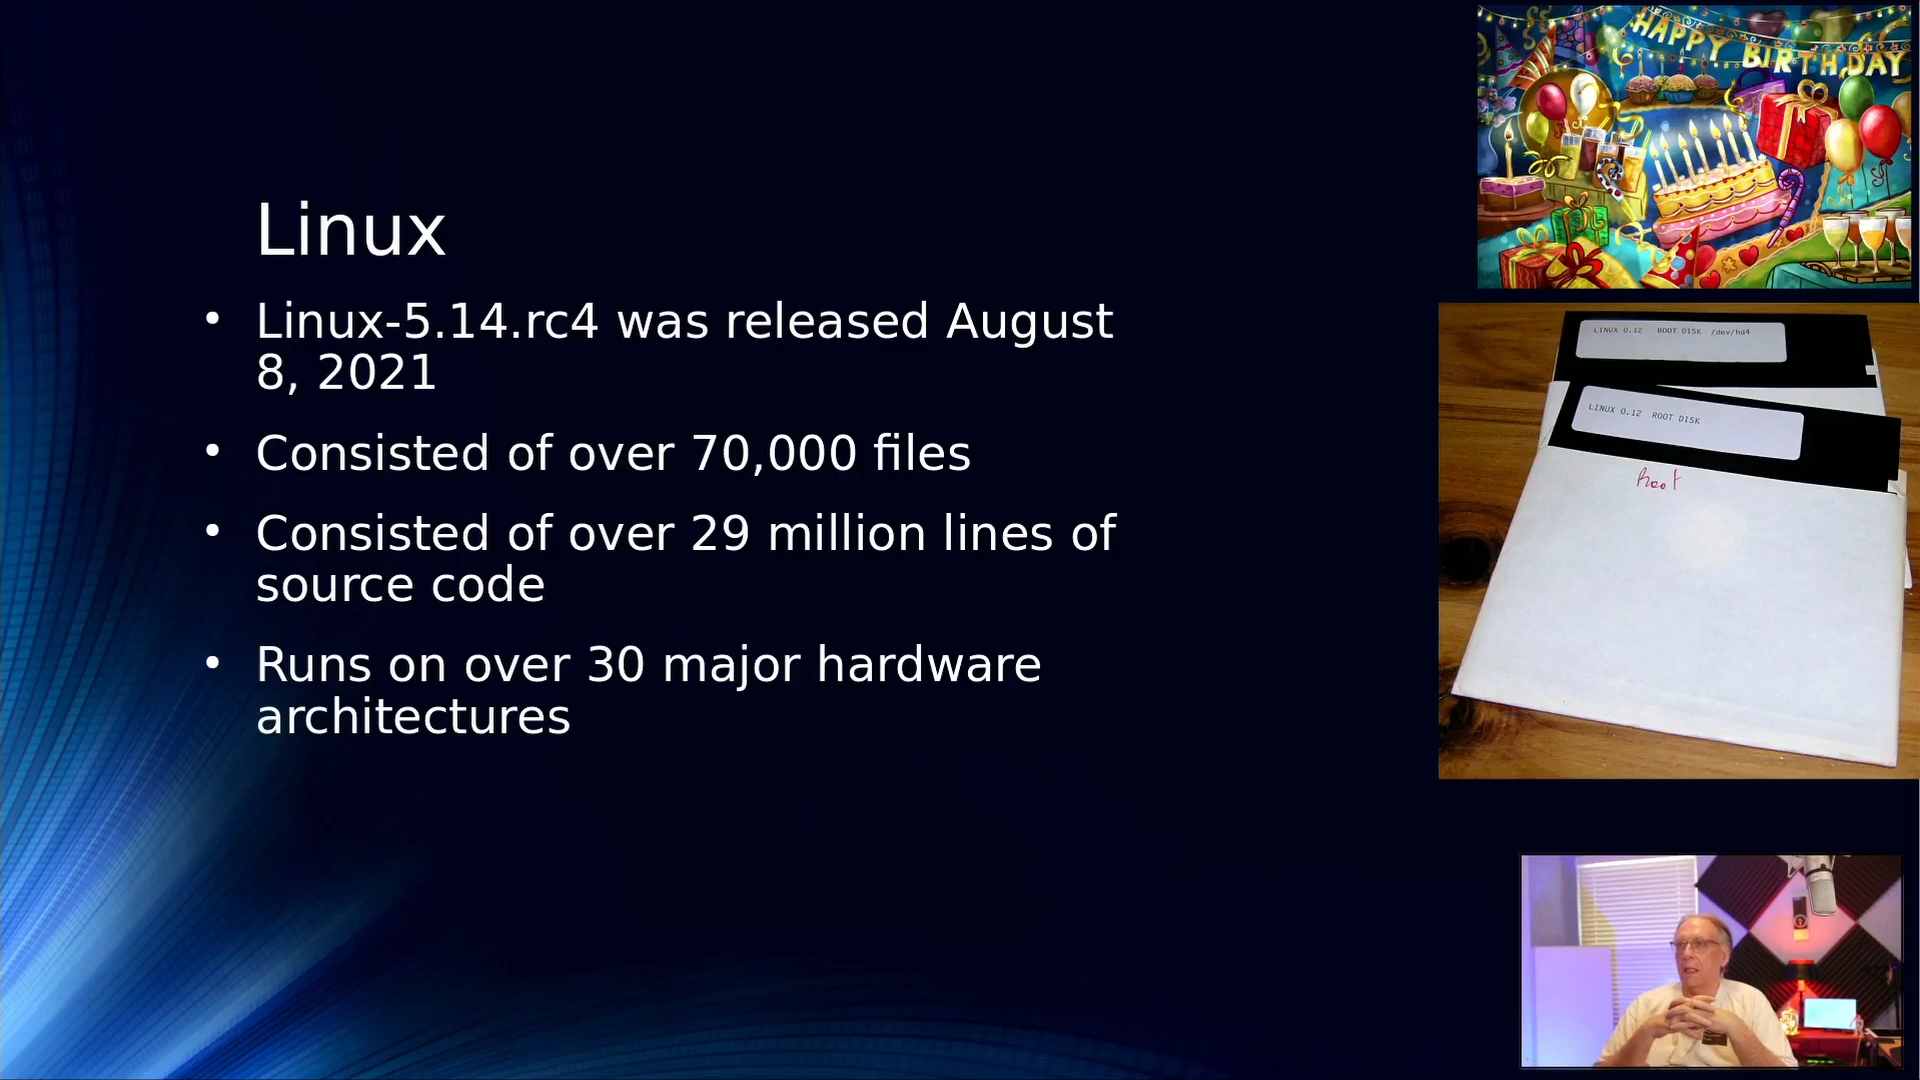 HAPPY BIRTHDAY
Linux
Linux-5.14.rc4 was released August
8, 2021
Consisted of over 70,000 files
Consisted of over 29 million lines of
source code
Runs on over 30 major hardware
architectures
LINUX 0.12 BOOT DISK /dev/hd4
LINUX 0.12 ROOT DISK
Root